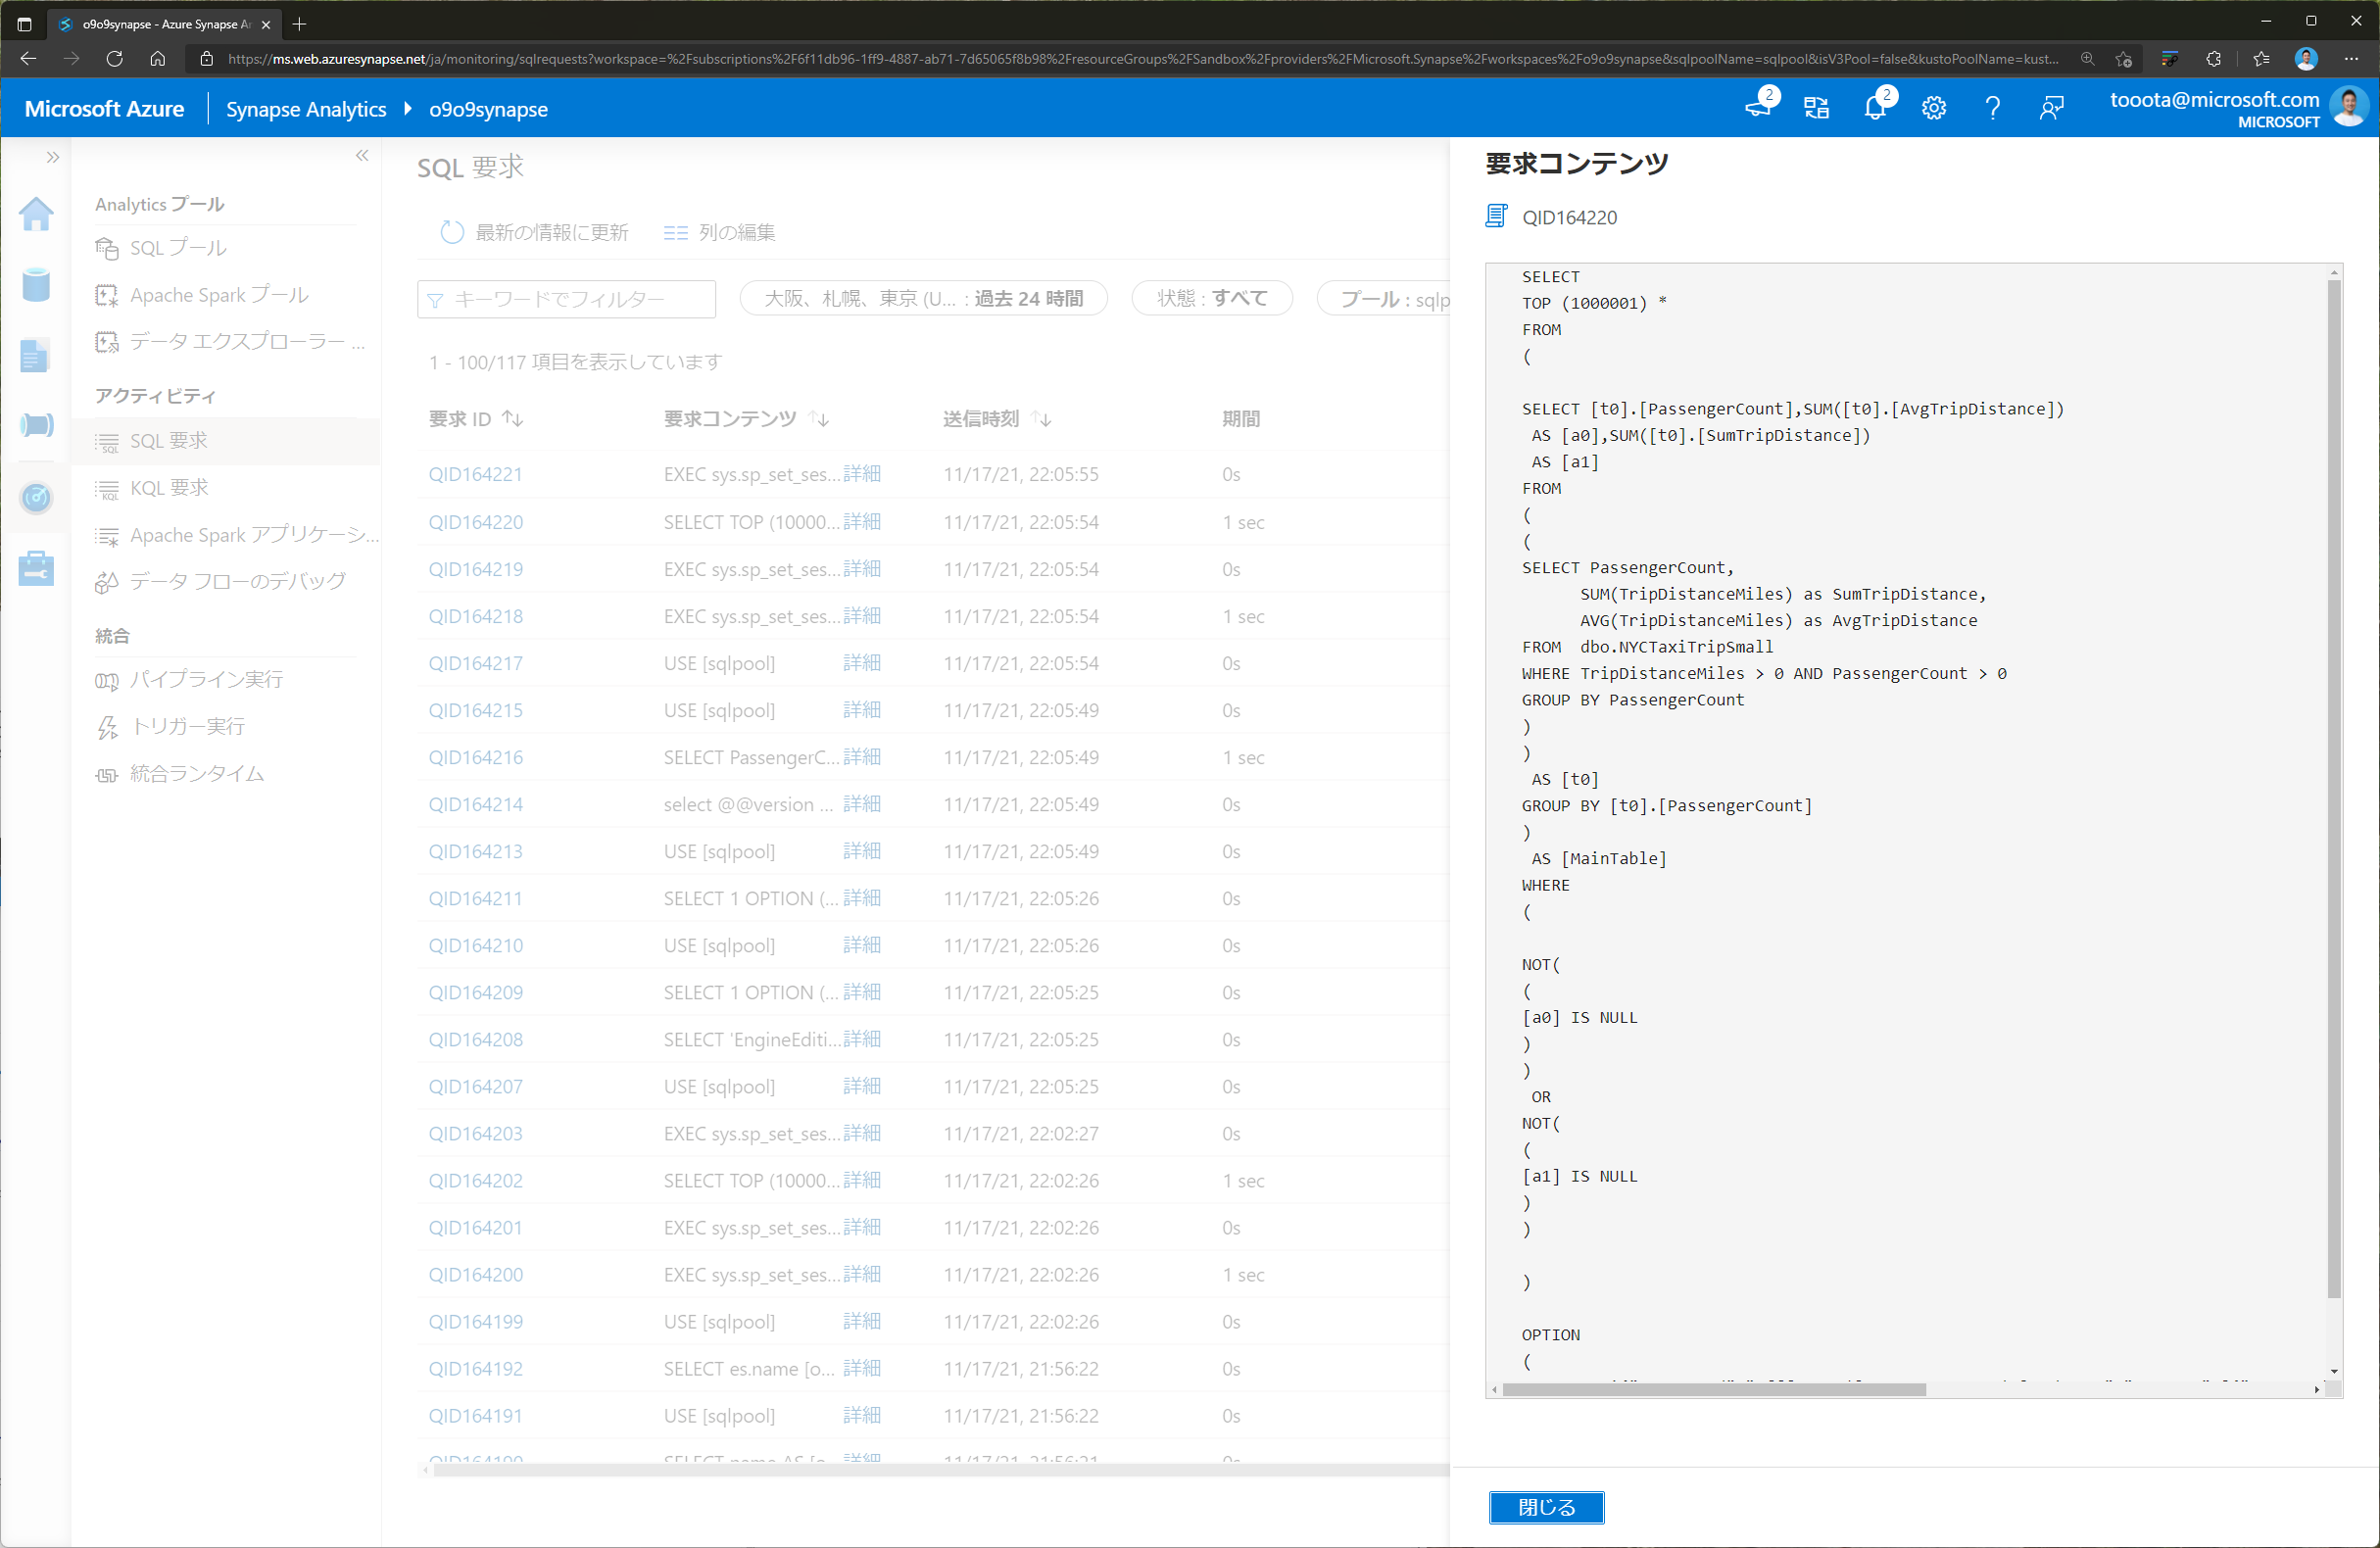 o9o9synapse - Azure Synapse An
https://ms.web.azuresynapse.net/ja/monitoring/sqlrequests?workspace=%2Fsubscriptions%2F6f11db96-1ff9-4887-ab71-7d65065f8b98%2FresourceGroups%2FSandbox%2Fproviders%2FMicrosoft.Synapse%2Fworkspaces%2Fo9o9synapse&sqlpoolName=sqlpool&isV3Pool=false&kustoPoolName=kust...
Microsoft Azure
Synapse Analytics
o9o9synapse
2
2
tooota@microsoft.com
MICROSOFT
Analytics プール
SQL プール
Apache Spark プール
データ エクスプローラー ...
アクティビティ
SQL 要求
KQL 要求
Apache Spark アプリケーシ...
データ フローのデバッグ
統合
パイプライン実行
トリガー実行
統合ランタイム
SQL 要求
最新の情報に更新
列の編集
キーワードでフィルター
大阪、札幌、東京 (U... : 過去 24 時間
状態 : すべて
プール : sqlp
1 - 100/117 項目を表示しています
要求 ID 要求コンテンツ 送信時刻 期間
QID164221 EXEC sys.sp_set_ses...詳細 11/17/21, 22:05:55 0s
QID164220 SELECT TOP (10000...詳細 11/17/21, 22:05:54 1 sec
QID164219 EXEC sys.sp_set_ses...詳細 11/17/21, 22:05:54 0s
QID164218 EXEC sys.sp_set_ses...詳細 11/17/21, 22:05:54 1 sec
QID164217 USE [sqlpool] 詳細 11/17/21, 22:05:54 0s
QID164215 USE [sqlpool] 詳細 11/17/21, 22:05:49 0s
QID164216 SELECT PassengerC...詳細 11/17/21, 22:05:49 1 sec
QID164214 select @@version ... 詳細 11/17/21, 22:05:49 0s
QID164213 USE [sqlpool] 詳細 11/17/21, 22:05:49 0s
QID164211 SELECT 1 OPTION (... 詳細 11/17/21, 22:05:26 0s
QID164210 USE [sqlpool] 詳細 11/17/21, 22:05:26 0s
QID164209 SELECT 1 OPTION (... 詳細 11/17/21, 22:05:25 0s
QID164208 SELECT 'EngineEditi...詳細 11/17/21, 22:05:25 0s
QID164207 USE [sqlpool] 詳細 11/17/21, 22:05:25 0s
QID164203 EXEC sys.sp_set_ses...詳細 11/17/21, 22:02:27 0s
QID164202 SELECT TOP (10000...詳細 11/17/21, 22:02:26 1 sec
QID164201 EXEC sys.sp_set_ses...詳細 11/17/21, 22:02:26 0s
QID164200 EXEC sys.sp_set_ses...詳細 11/17/21, 22:02:26 1 sec
QID164199 USE [sqlpool] 詳細 11/17/21, 22:02:26 0s
QID164192 SELECT es.name [o... 詳細 11/17/21, 21:56:22 0s
QID164191 USE [sqlpool] 詳細 11/17/21, 21:56:22 0s
要求コンテンツ
QID164220
SELECT
TOP (1000001) *
FROM
(
SELECT [t0].[PassengerCount],SUM([t0].[AvgTripDistance])
AS [a0],SUM([t0].[SumTripDistance])
AS [a1]
FROM
(
(
SELECT PassengerCount,
SUM(TripDistanceMiles) as SumTripDistance,
AVG(TripDistanceMiles) as AvgTripDistance
FROM dbo.NYCTaxiTripSmall
WHERE TripDistanceMiles > 0 AND PassengerCount > 0
GROUP BY PassengerCount
)
)
AS [t0]
GROUP BY [t0].[PassengerCount]
)
AS [MainTable]
WHERE
(
NOT(
(
[a0] IS NULL
)
)
OR
NOT(
(
[a1] IS NULL
)
)
)
OPTION
(
閉じる